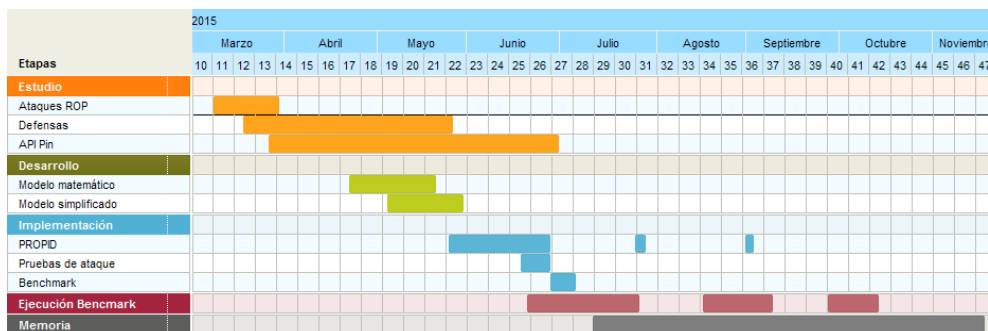 2015
Marzo Abril Mayo Junio Julio Agosto Septiembre Octubre Noviembre
Etapas 10 11 12 13 14 15 16 17 18 19 20 21 22 23 24 25 26 27 28 29 30 31 32 33 34 35 36 37 38 39 40 41 42 43 44 45 46 47
Estudio
Ataques ROP
Defensas
API Pin
Desarrollo
Modelo matemático
Modelo simplificado
Implementación
PROPID
Pruebas de ataque
Benchmark
Ejecución Bencmark
Memoria